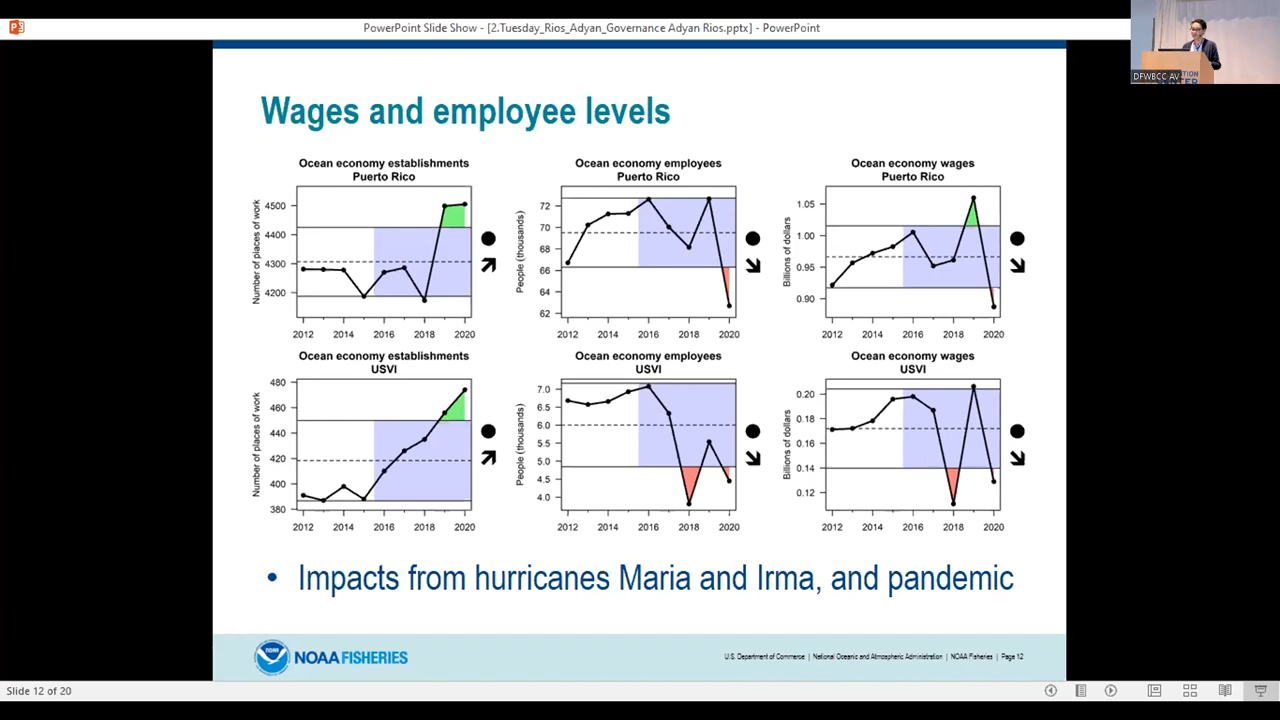 PowerPoint Slide Show - [2.Tuesday_Rios_Adyan_Governance Adyan Rios.pptx] - PowerPoint
DFWBCC AV
Wages and employee levels
Ocean economy establishments
Puerto Rico
Number of places of work
4500
4400
4300
4200
2012 2014 2016 2018 2020
Ocean economy employees
Puerto Rico
People (thousands)
72
70
68
66
64
62
2012 2014 2016 2018 2020
Ocean economy wages
Puerto Rico
Billions of dollars
1.05
1.00
0.95
0.90
2012 2014 2016 2018 2020
Ocean economy establishments
USVI
Number of places of work
480
460
440
420
400
380
2012 2014 2016 2018 2020
Ocean economy employees
USVI
People (thousands)
7.0
6.5
6.0
5.5
5.0
4.5
4.0
2012 2014 2016 2018 2020
Ocean economy wages
USVI
Billions of dollars
0.20
0.18
0.16
0.14
0.12
2012 2014 2016 2018 2020
• Impacts from hurricanes Maria and Irma, and pandemic
NOAA FISHERIES
U.S. Department of Commerce | National Oceanic and Atmospheric Administration | NOAA Fisheries | Page 12
Slide 12 of 20